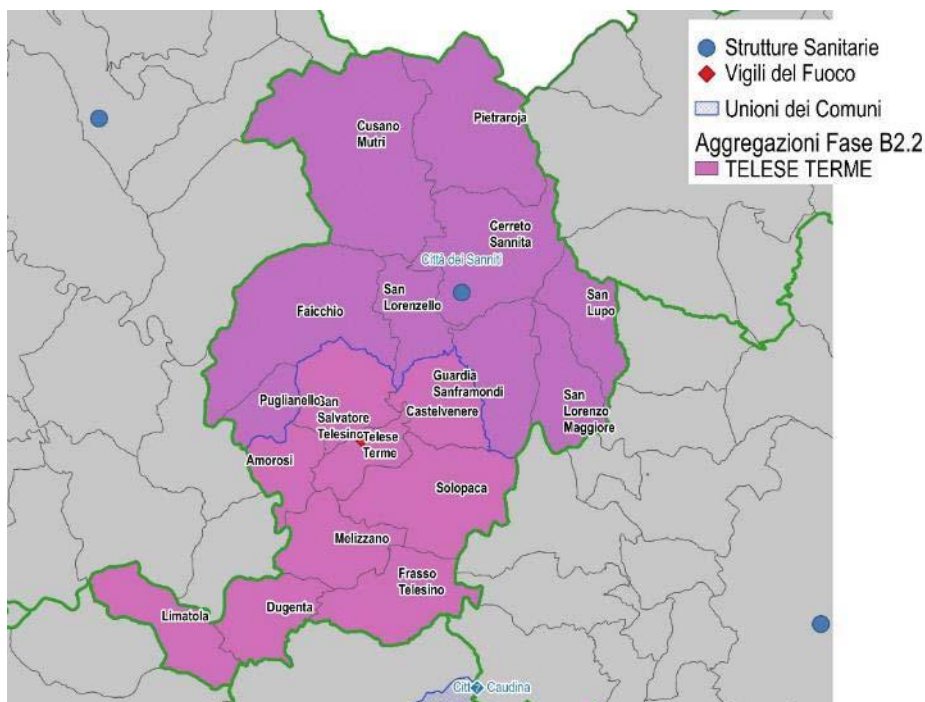 Strutture Sanitarie
Vigili del Fuoco
Unioni dei Comuni
Aggregazioni Fase B2.2
TELESE TERME
Cusano
Mutri
Pietraroja
Cerreto
Sannita
Città dei Sanniti
San
Lorenzello
San
Lupo
Faicchio
Guardia
Sanframondi
Puglianello
San
Salvatore
Telesino
Castelvenere
San
Lorenzo
Maggiore
Telese
Terme
Amorosi
Solopaca
Melizzano
Frasso
Telesino
Dugenta
Limatola
Caudina